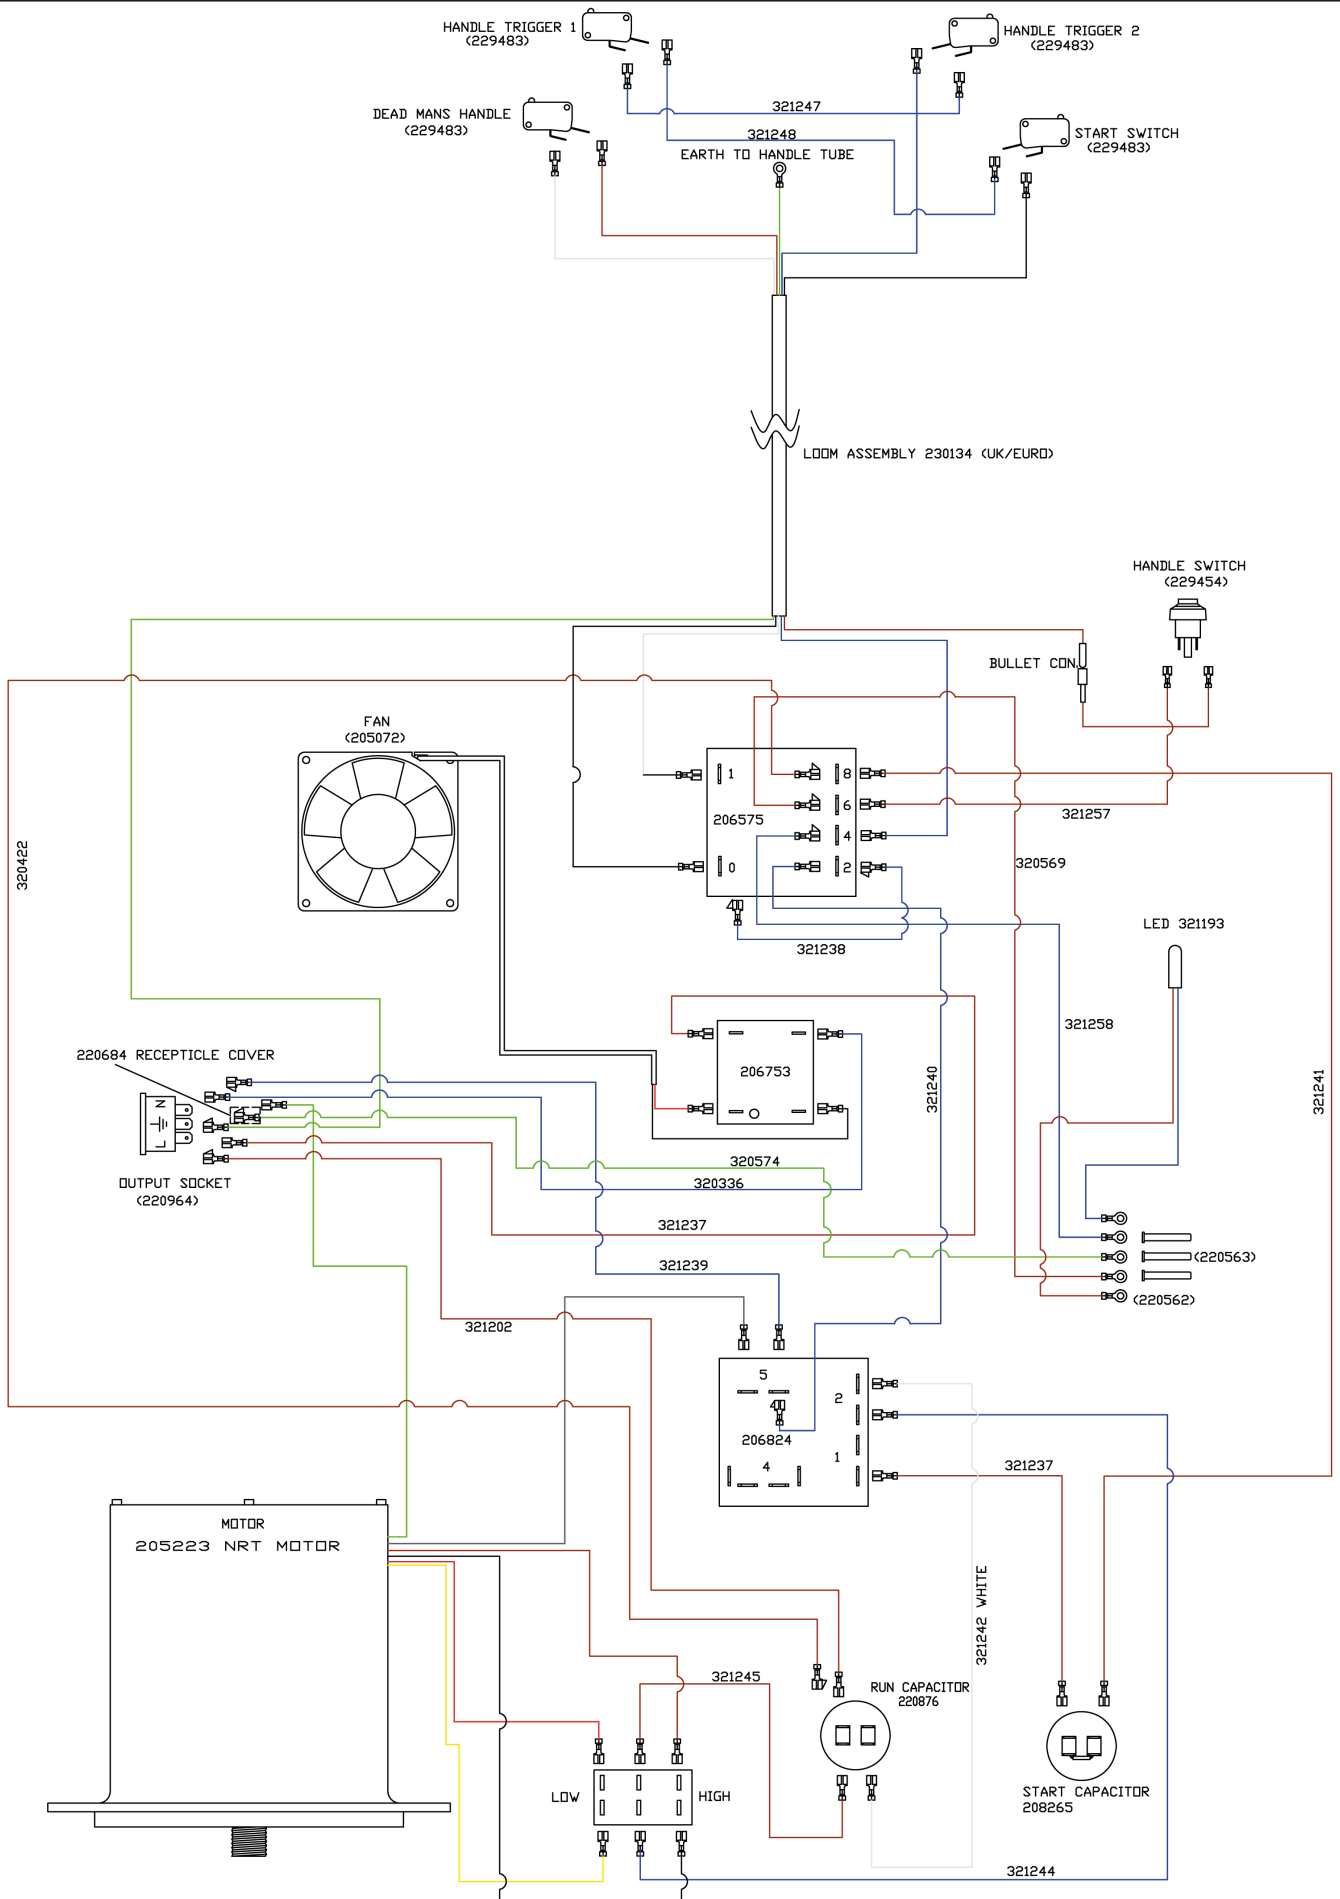 HANDLE TRIGGER 1
(229483)
HANDLE TRIGGER 2
(229483)
DEAD MANS HANDLE
(229483)
321247
321248
START SWITCH
(229483)
EARTH TO HANDLE TUBE
LOOM ASSEMBLY 230134 (UK/EURO)
HANDLE SWITCH
(229454)
BULLET CON.
FAN
(205072)
1
8
6
206575
4
0
2
321257
320422
320569
321238
LED 321193
321258
220684 RECEPTICLE COVER
206753
321240
321241
N
L
OUTPUT SOCKET
(220964)
320574
320336
321237
321239
(220563)
(220562)
321202
5
2
206824
1
4
321237
MOTOR
205223 NRT MOTOR
321242 WHITE
321245
RUN CAPACITOR
220876
LOW
HIGH
START CAPACITOR
208265
321244